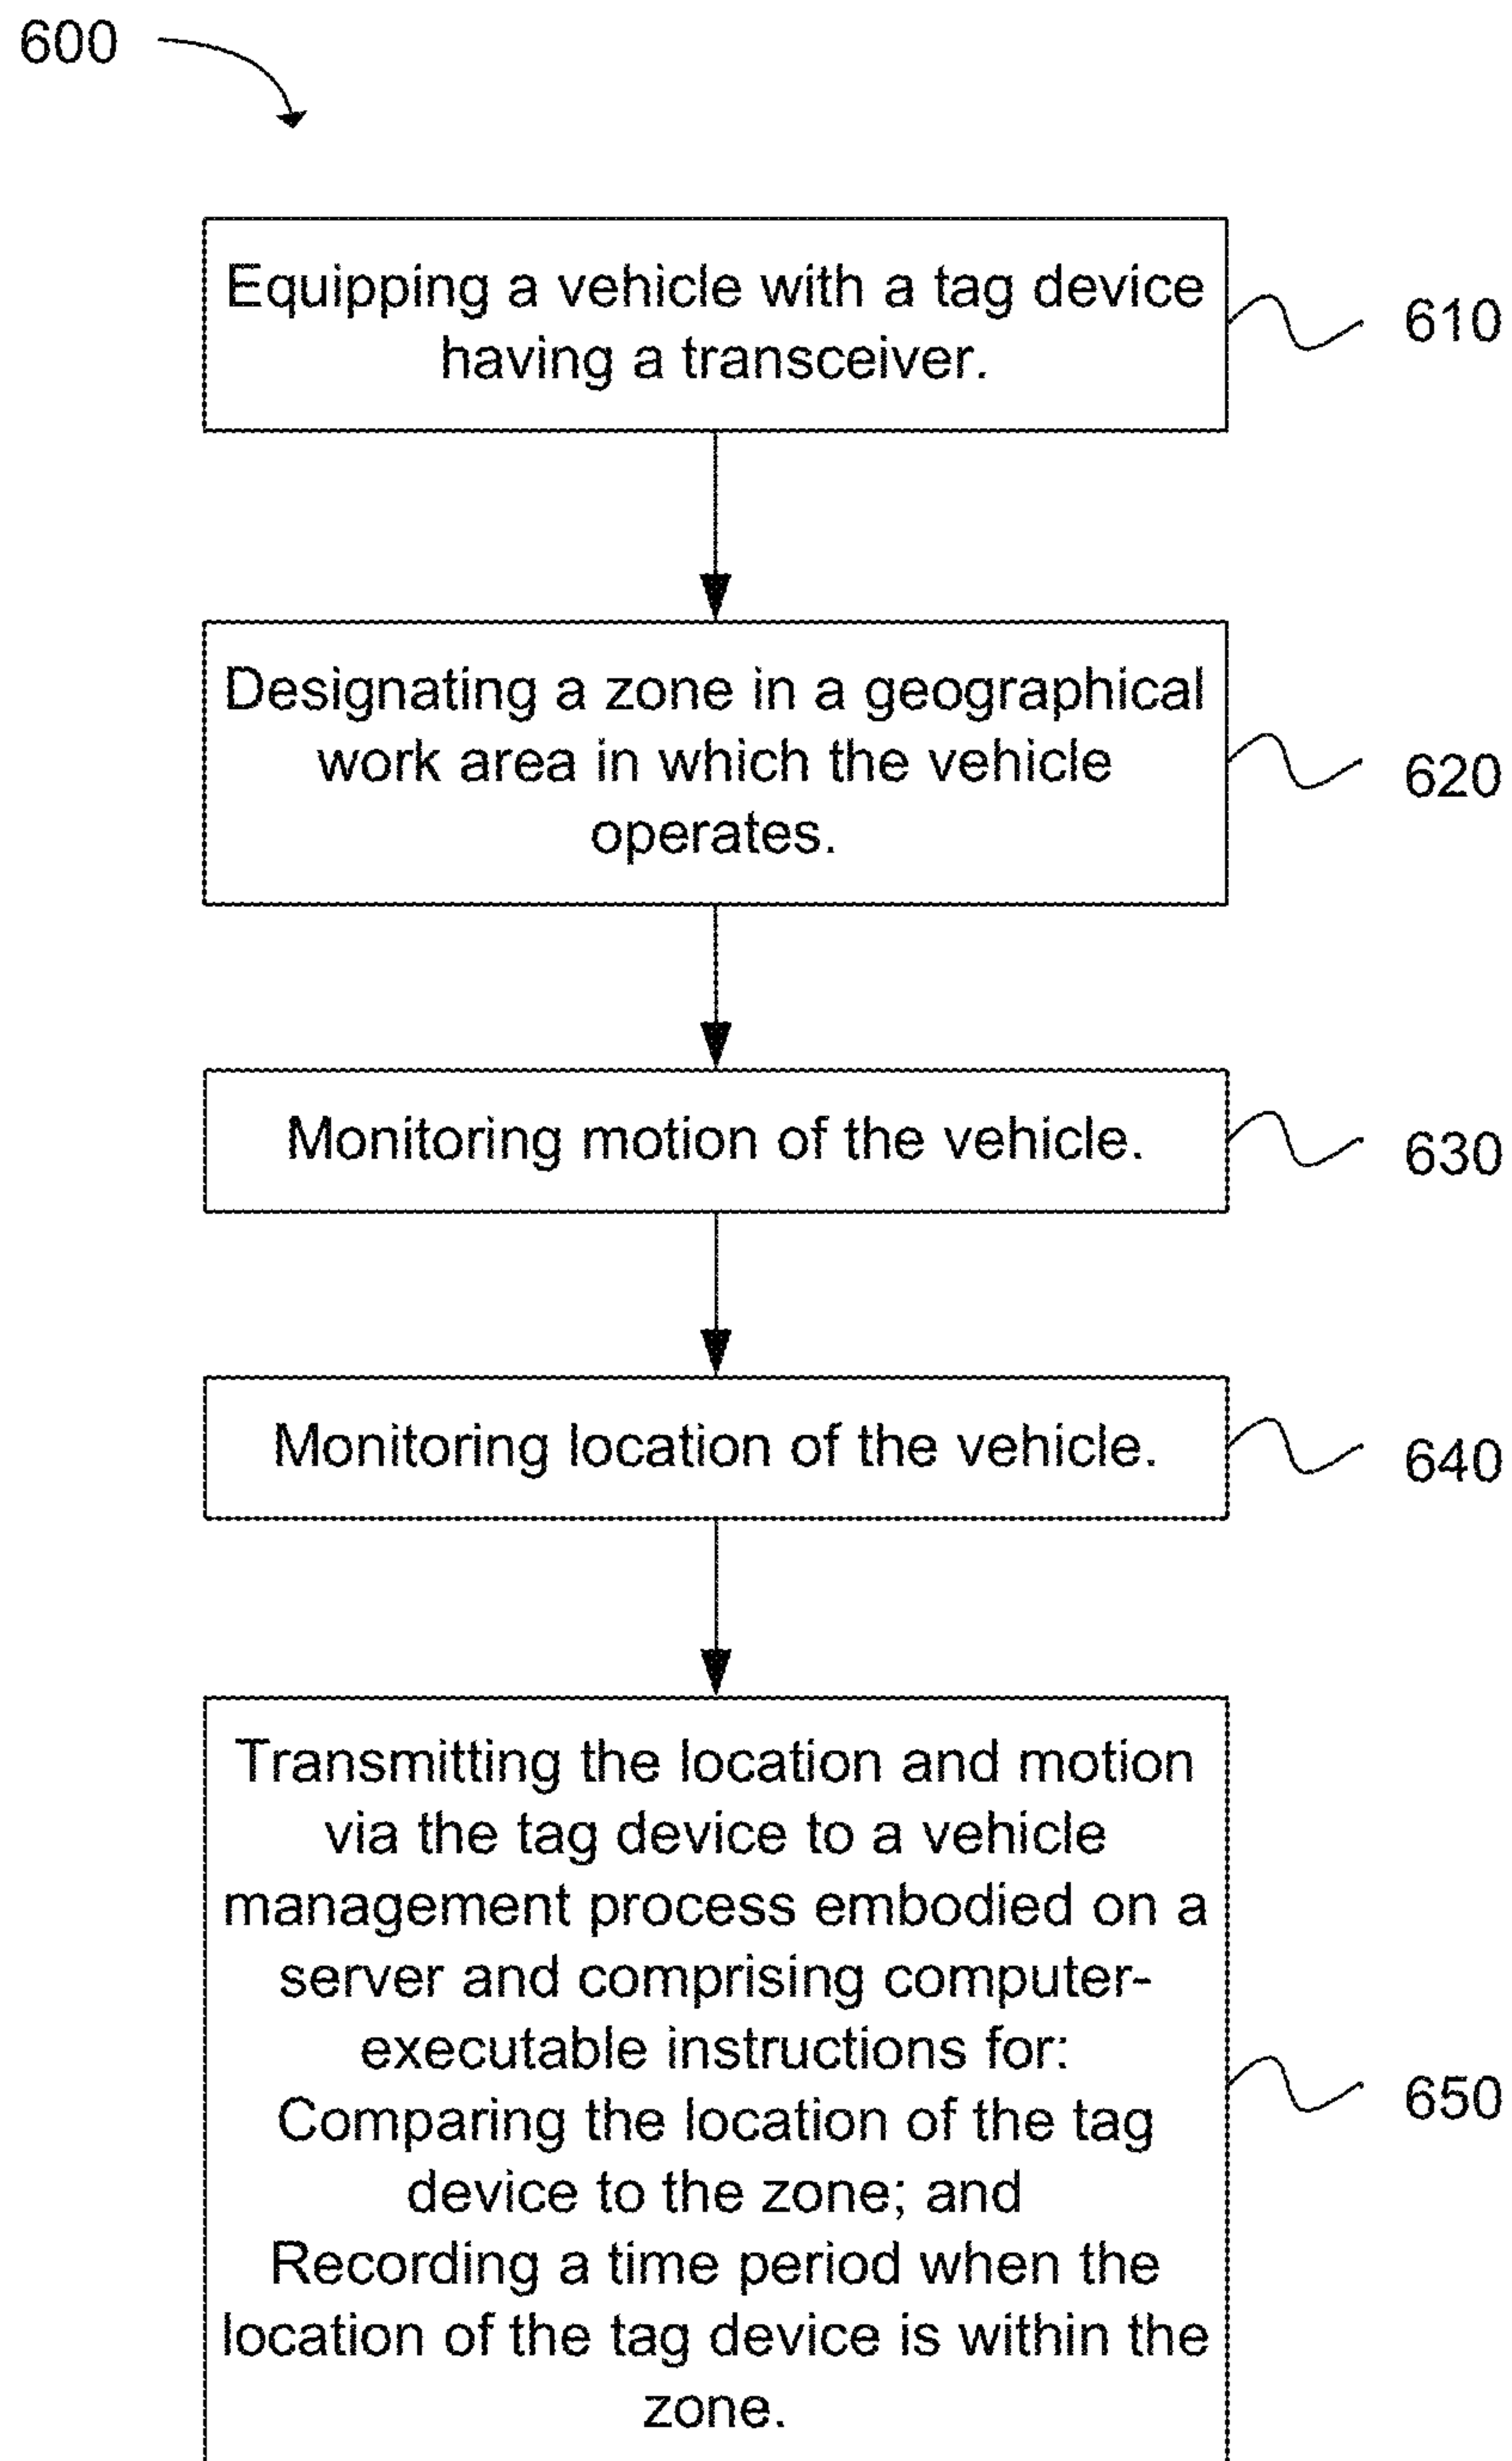 600
Equipping a vehicle with a tag device
having a transceiver.
610
Designating a zone in a geographical
work area in which the vehicle
operates.
620
Monitoring motion of the vehicle.
630
Monitoring location of the vehicle.
640
Transmitting the location and motion
via the tag device to a vehicle
management process embodied on a
server and comprising computer-
executable instructions for:
Comparing the location of the tag
device to the zone; and
Recording a time period when the
location of the tag device is within the
zone.
650